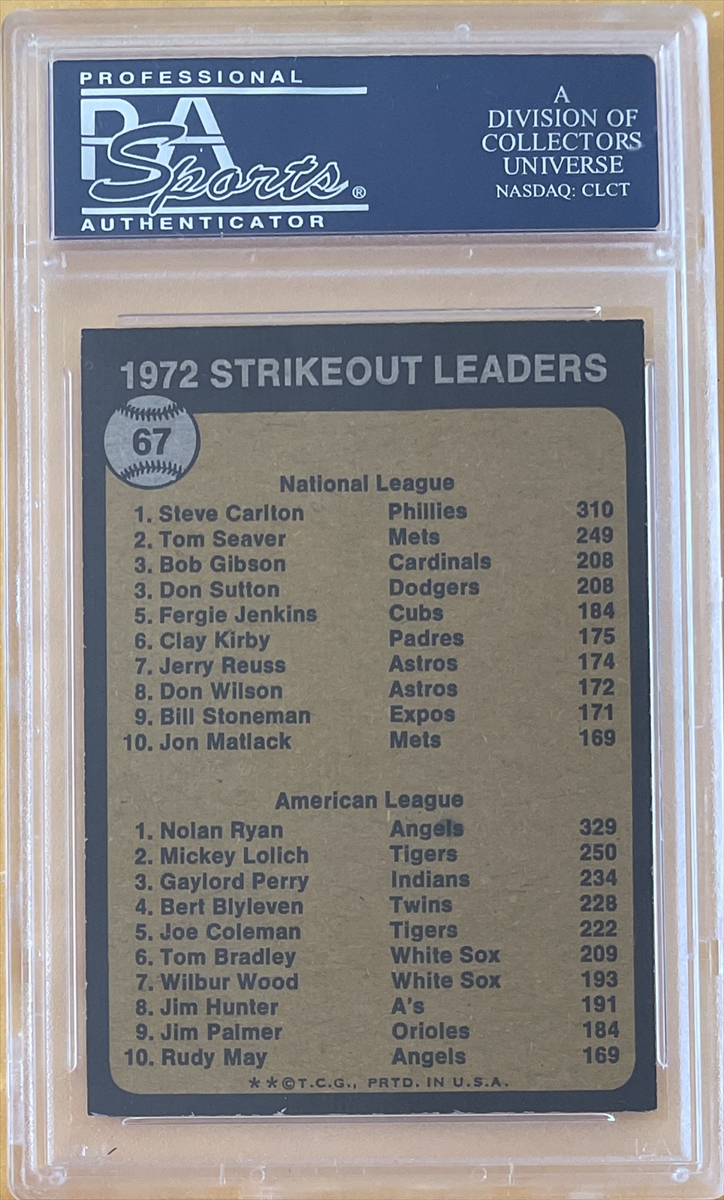 PROFESSIONAL
PSA
Sports®
AUTHENTICATOR
A
DIVISION OF
COLLECTORS
UNIVERSE
NASDAQ: CLCT
1972 STRIKEOUT LEADERS
67
National League
1. Steve Carlton Phillies 310
2. Tom Seaver Mets 249
3. Bob Gibson Cardinals 208
3. Don Sutton Dodgers 208
5. Fergie Jenkins Cubs 184
6. Clay Kirby Padres 175
7. Jerry Reuss Astros 174
8. Don Wilson Astros 172
9. Bill Stoneman Expos 171
10. Jon Matlack Mets 169
American League
1. Nolan Ryan Angels 329
2. Mickey Lolich Tigers 250
3. Gaylord Perry Indians 234
4. Bert Blyleven Twins 228
5. Joe Coleman Tigers 222
6. Tom Bradley White Sox 209
7. Wilbur Wood White Sox 193
8. Jim Hunter A's 191
9. Jim Palmer Orioles 184
10. Rudy May Angels 169
**©T.C.G., PRTD. IN U.S.A.